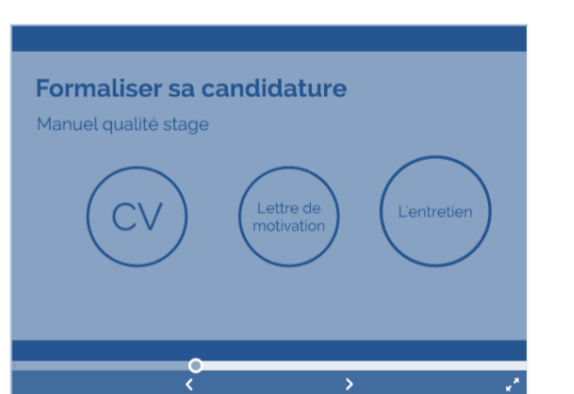 Formaliser sa candidature
Manuel qualité stage
CV
Lettre de
motivation
L'entretien